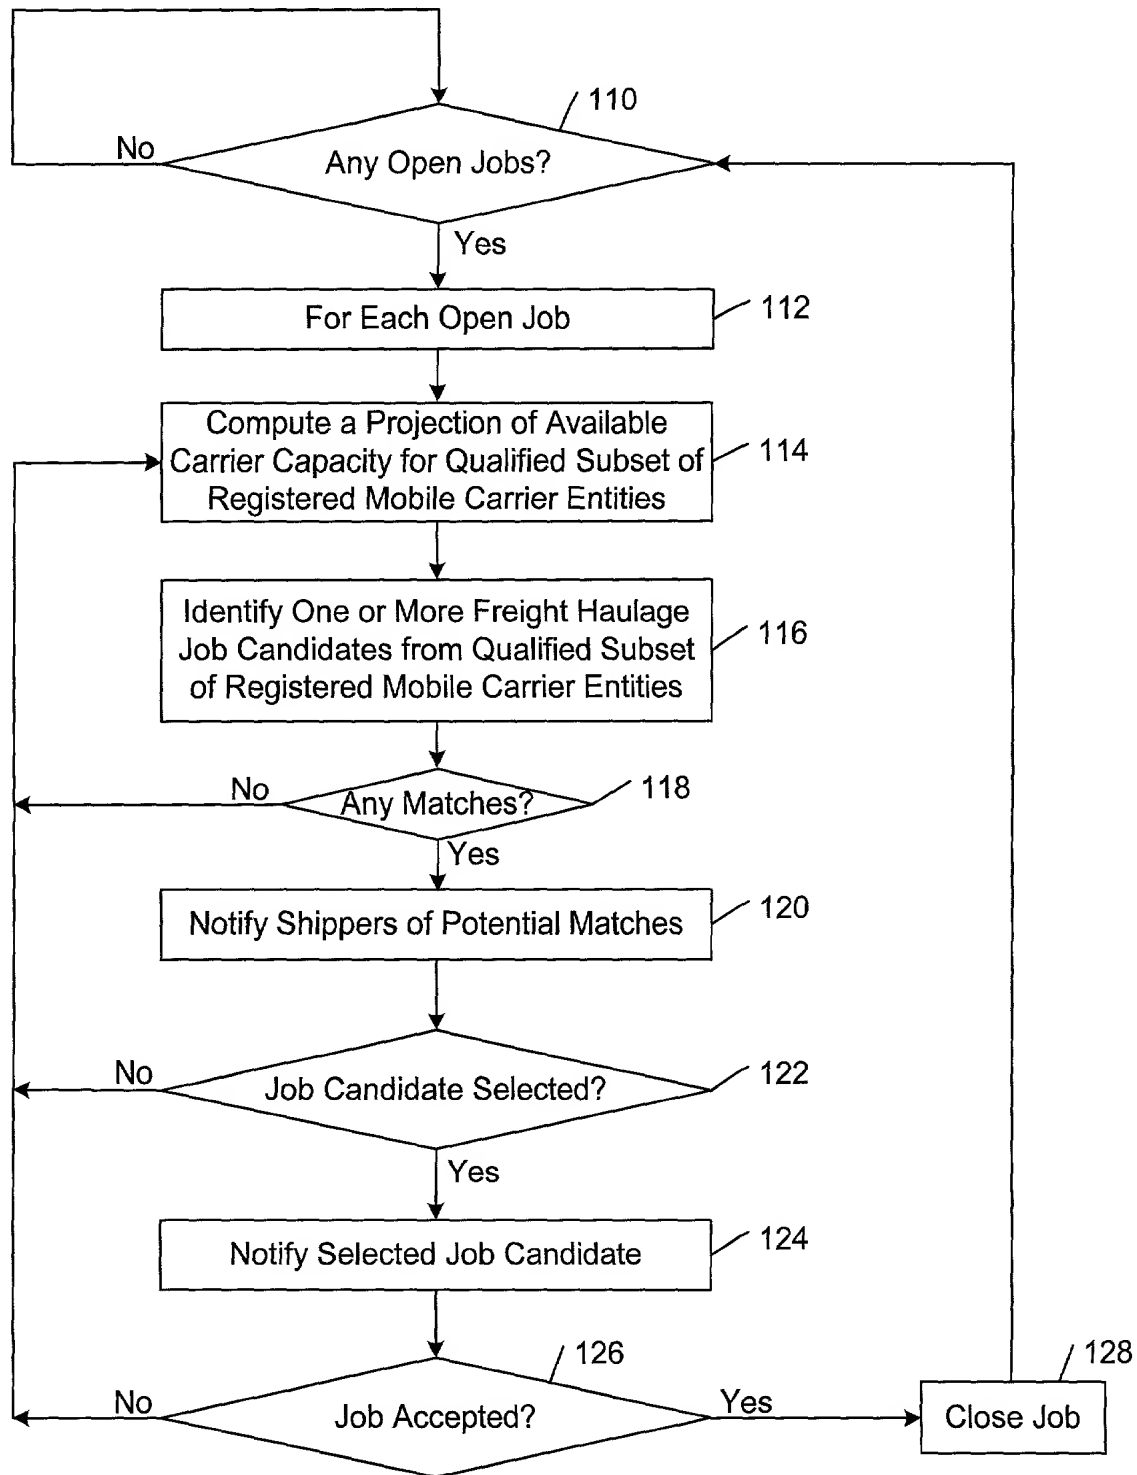 110
No
Any Open Jobs?
Yes
For Each Open Job
112
Compute a Projection of Available
Carrier Capacity for Qualified Subset of
Registered Mobile Carrier Entities
114
Identify One or More Freight Haulage
Job Candidates from Qualified Subset
of Registered Mobile Carrier Entities
116
No
Any Matches?
118
Yes
Notify Shippers of Potential Matches
120
No
Job Candidate Selected?
122
Yes
Notify Selected Job Candidate
124
126
No
Job Accepted?
Yes
128
Close Job